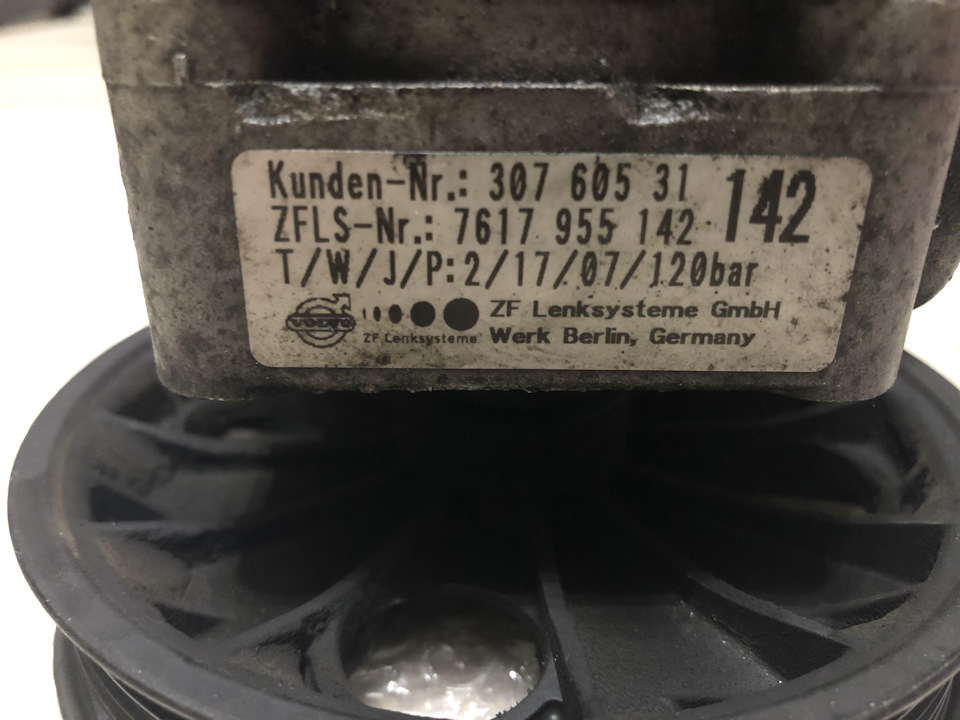 Kunden-Nr.: 307 605 31
142
ZFLS-Nr.: 7617 955 142
T/W/J/P:2/17/07/120bar
VOLVO
ZF Lenksysteme
ZF Lenksysteme GmbH
Werk Berlin, Germany